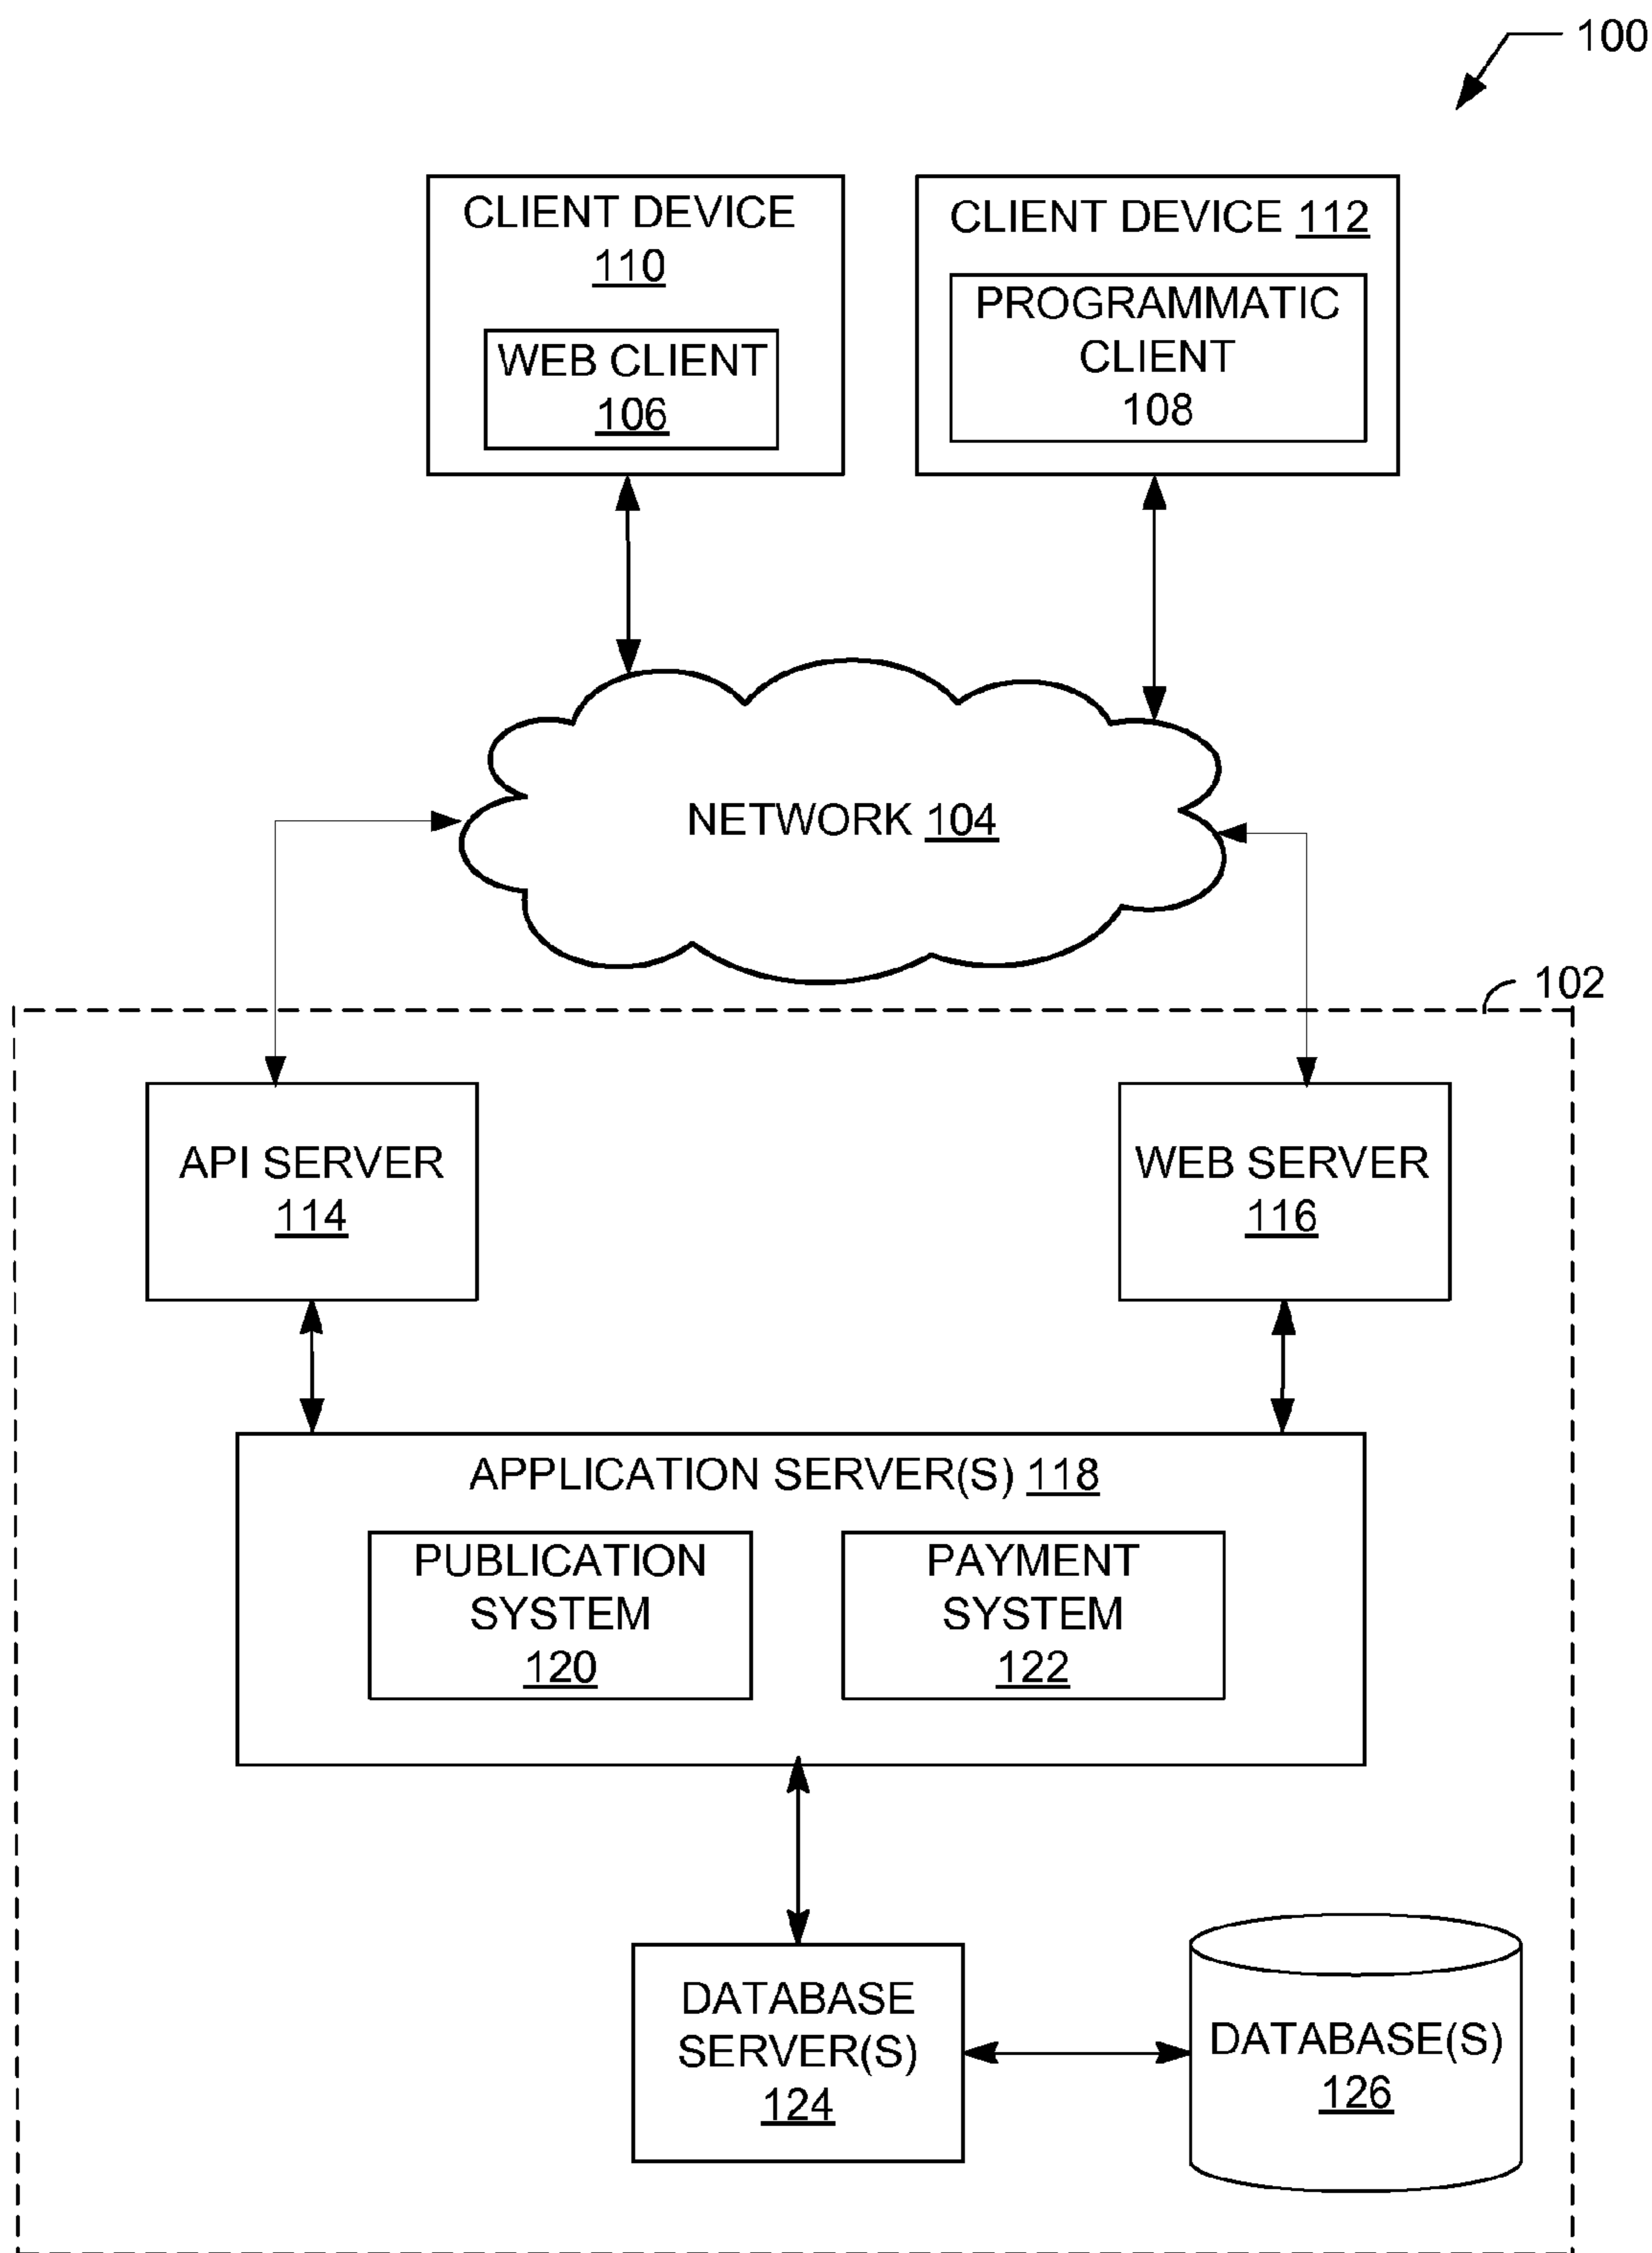 100
CLIENT DEVICE
110
WEB CLIENT
106
CLIENT DEVICE 112
PROGRAMMATIC
CLIENT
108
NETWORK 104
102
API SERVER
114
WEB SERVER
116
APPLICATION SERVER(S) 118
PUBLICATION
SYSTEM
120
PAYMENT
SYSTEM
122
DATABASE
SERVER(S)
124
DATABASE(S)
126